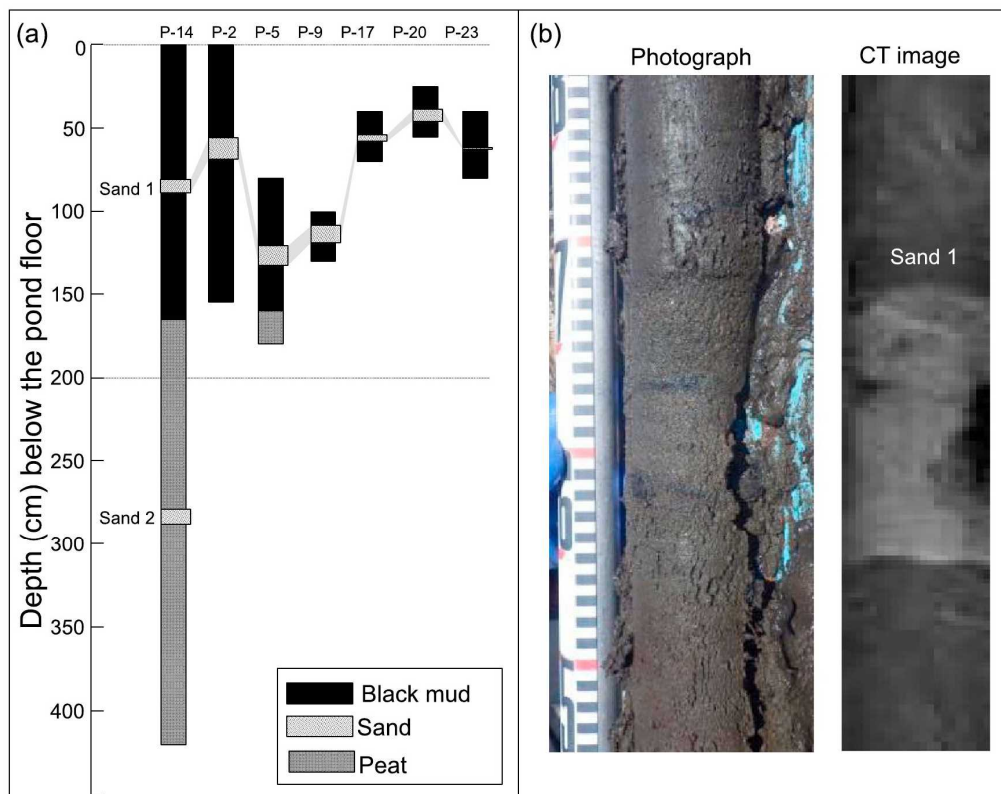 (a)
P-14 P-2 P-5 P-9 P-17 P-20 P-23
0
50
Sand 1
100
150
200
250
Sand 2
300
350
400
Depth (cm) below the pond floor
Black mud
Sand
Peat
(b)
Photograph CT image
Sand 1